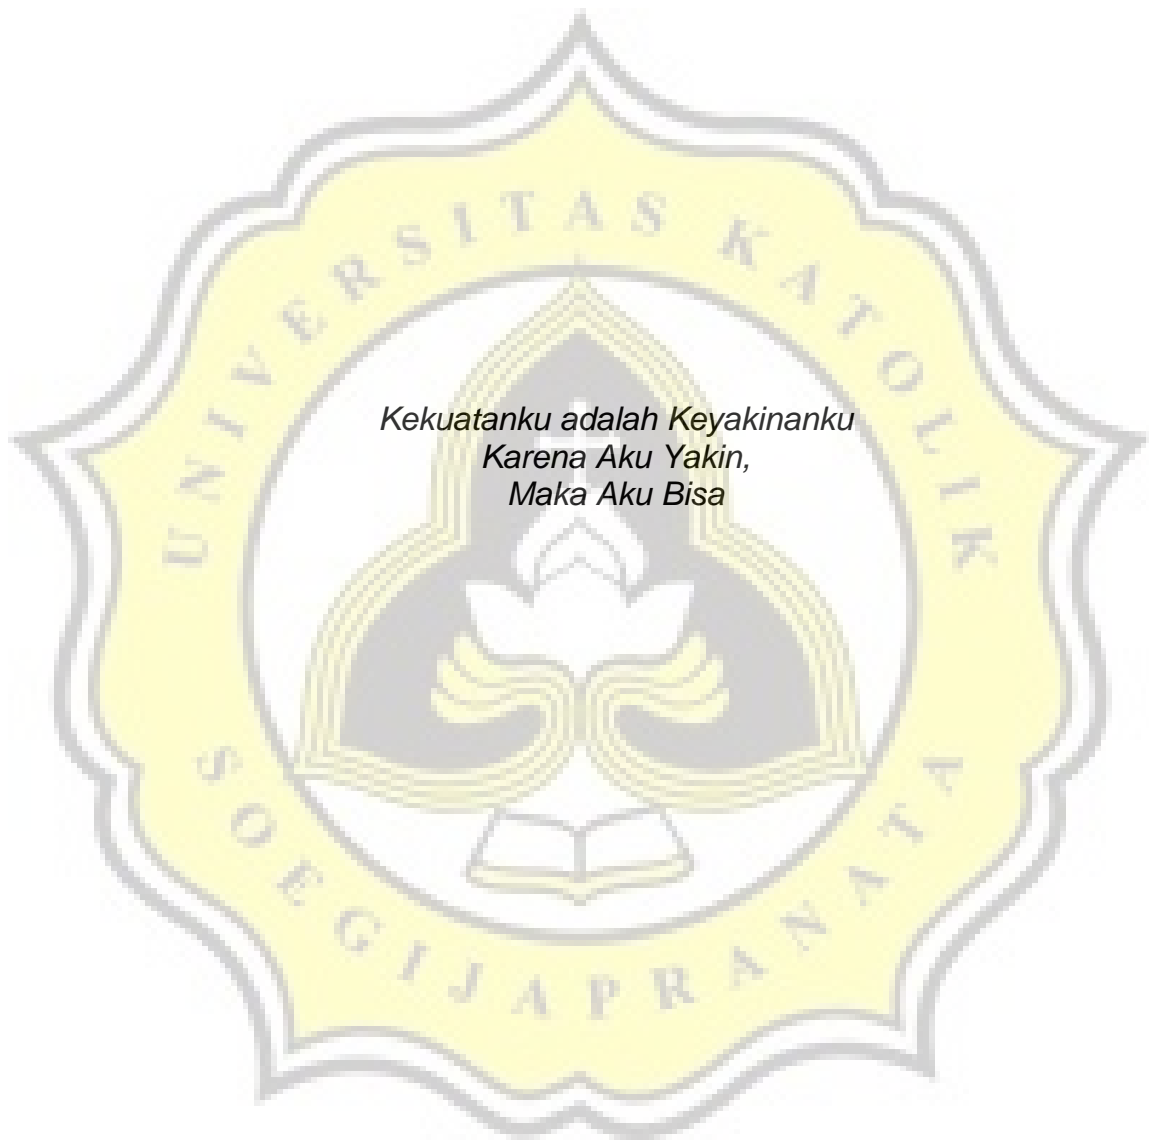 UNIVERSITAS KATOLIK
Kekuatanku adalah Keyakinanku
Karena Aku Yakin,
Maka Aku Bisa
SOEGIJAPRANATA